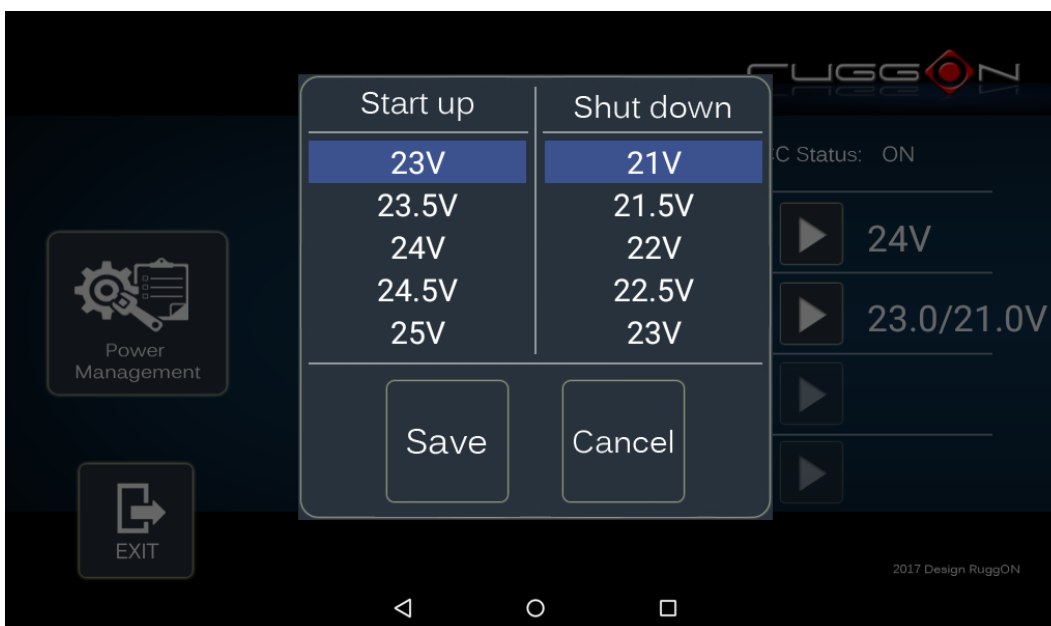 RUGGON
Start up Shut down
C Status: ON
23V 21V
23.5V 21.5V
24V 22V
24V
24.5V 22.5V
23.0/21.0V
25V 23V
Power
Management
Save Cancel
EXIT
2017 Design RuggON